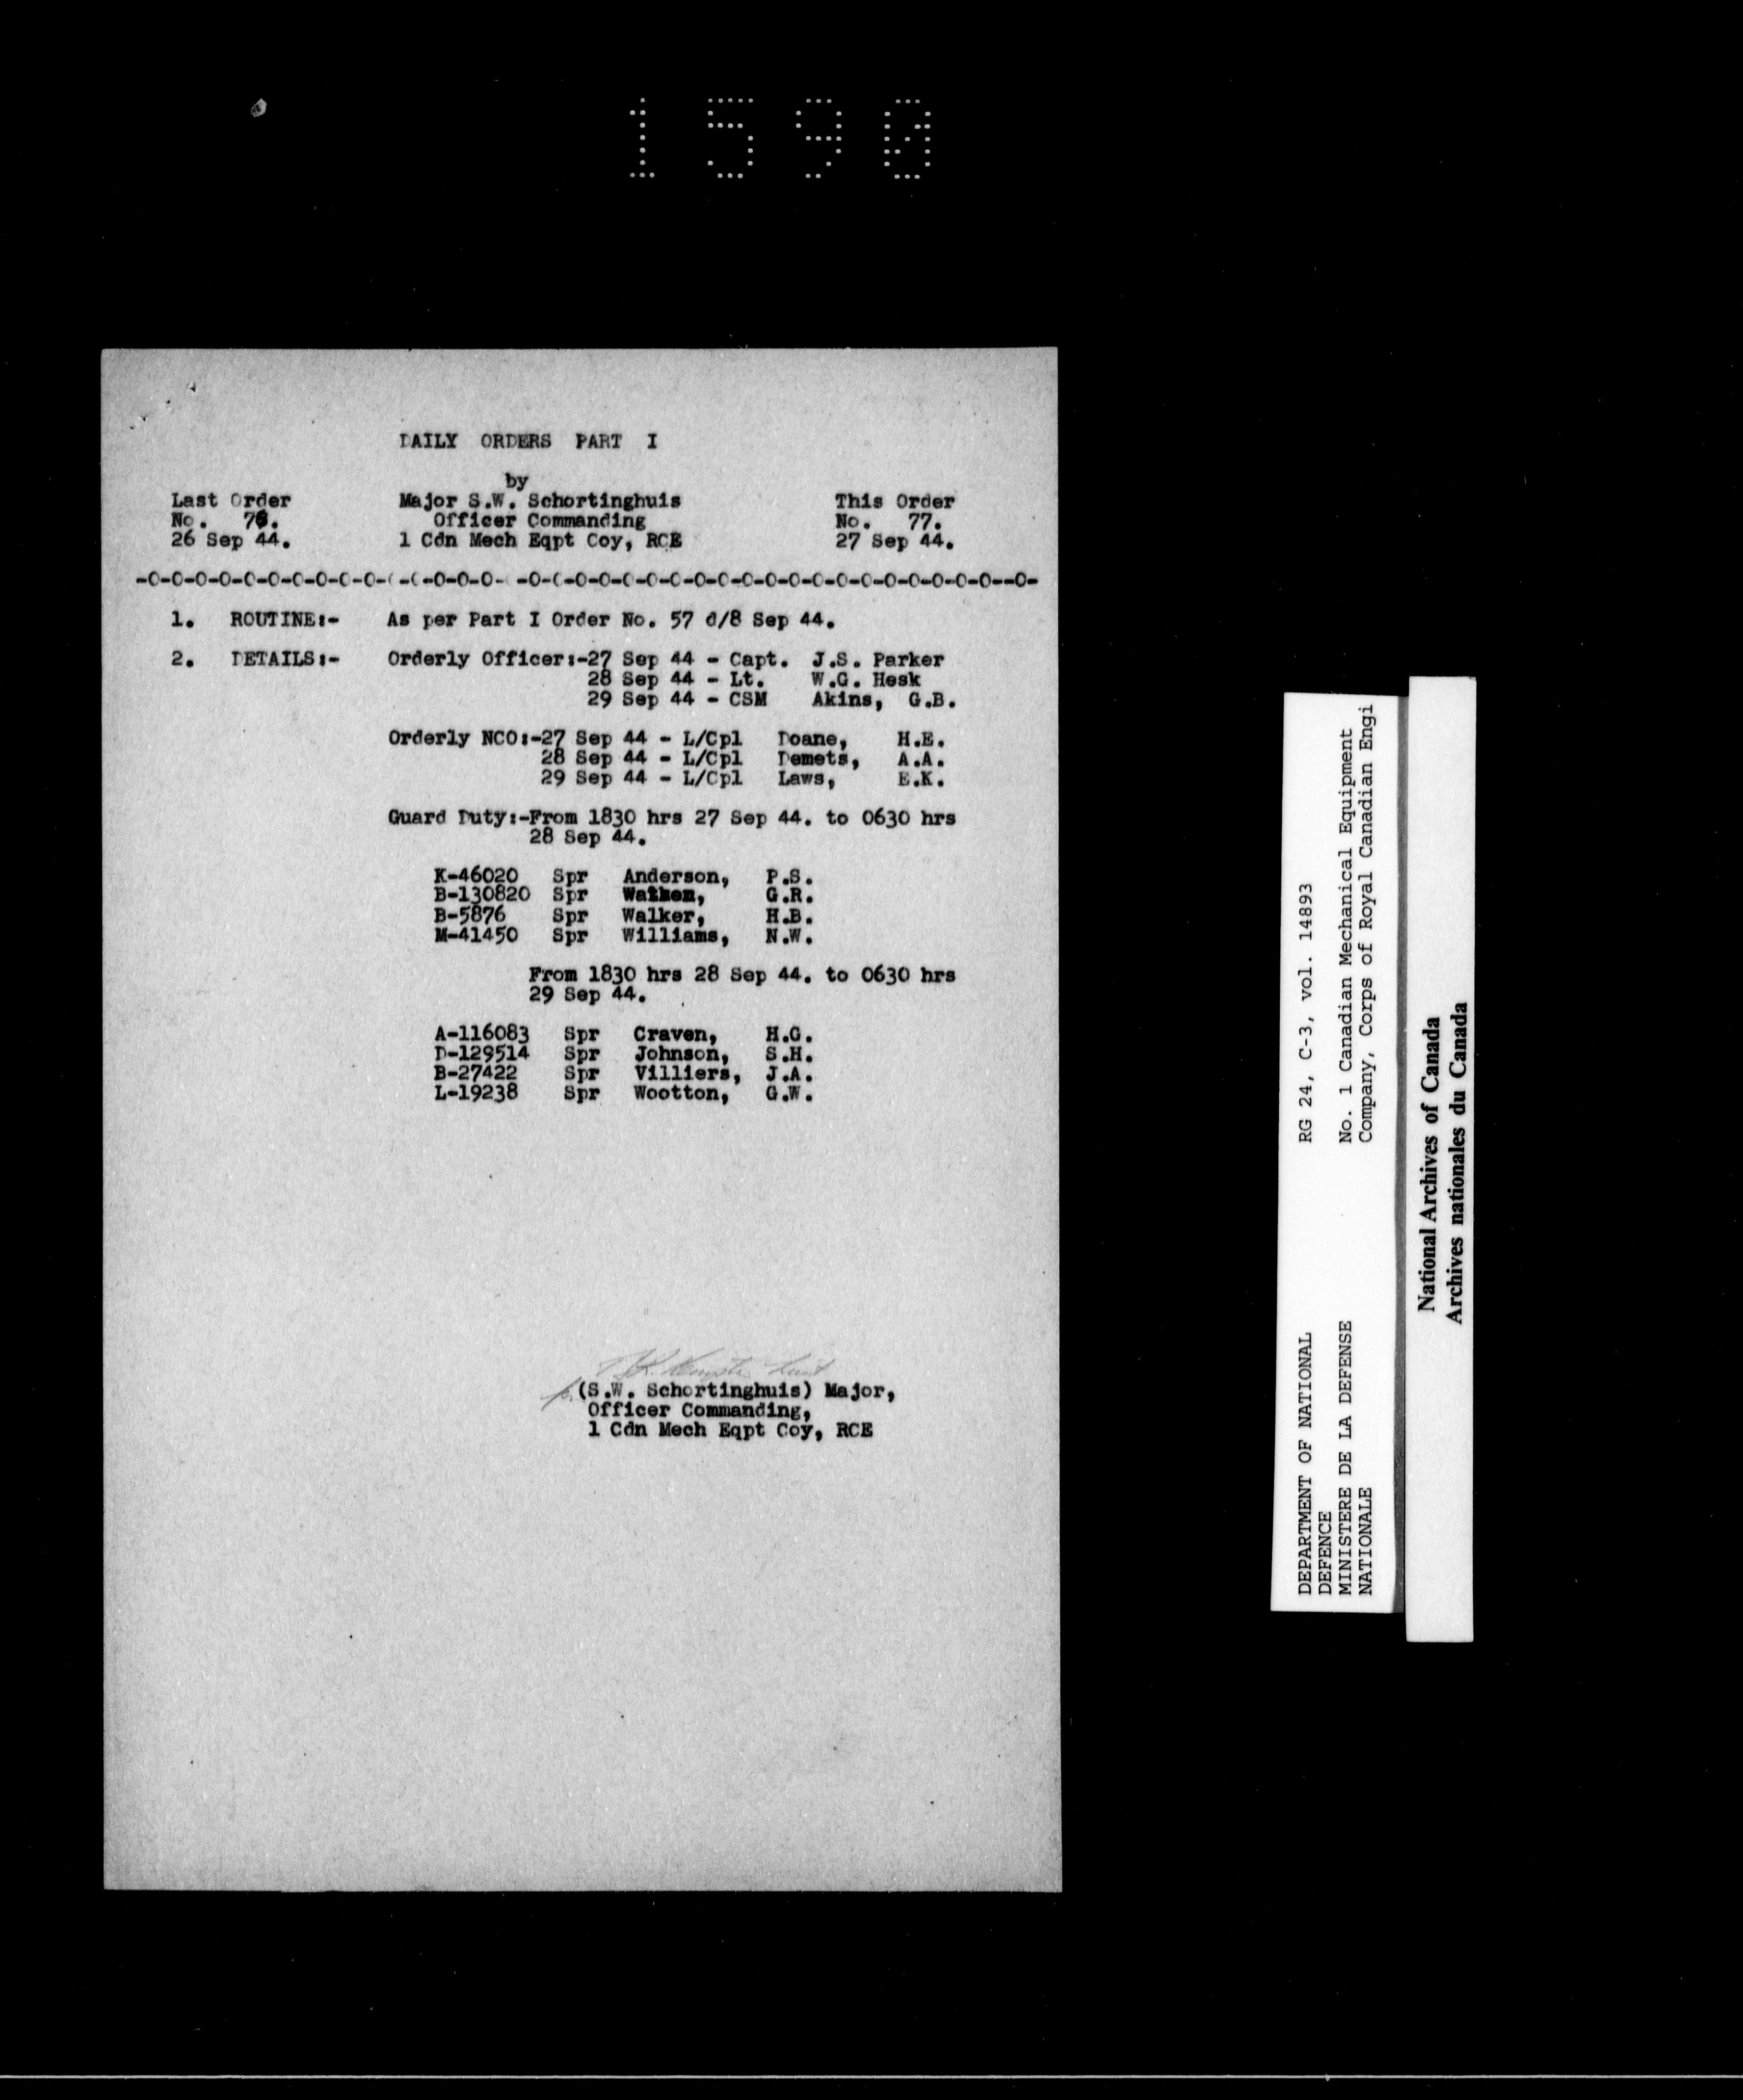 1590
DAILY ORDERS PART I
by
Last Order Major S.W. Schortinghuis This Order
No. 76. Officer Commanding No. 77.
26 Sep 44. 1 Cdn Mech Eqpt Coy, RCE 27 Sep 44.
1. ROUTINE:- As per Part I Order No. 57 d/8 Sep 44.
2. DETAILS:- Orderly Officer:-27 Sep 44 - Capt. J.S. Parker
28 Sep 44 - Lt. W.G. Hesk
29 Sep 44 - CSM Akins, G.B.
Orderly NCO:-27 Sep 44 - L/Cpl Doane, H.E.
28 Sep 44 - L/Cpl Demets, A.A.
29 Sep 44 - L/Cpl Laws, E.K.
Guard Duty:-From 1830 hrs 27 Sep 44. to 0630 hrs
28 Sep 44.
K-46020 Spr Anderson, P.S.
B-130820 Spr G.R.
B-5876 Spr Walker, H.B.
M-41450 Spr Williams, N.W.
From 1830 hrs 28 Sep 44. to 0630 hrs
29 Sep 44.
A-116083 Spr Craven, H.G.
D-129514 Spr Johnson, S.H.
B-27422 Spr Villiers, J.A.
L-19238 Spr Wootton, G.W.
(S.W. Schortinghuis) Major,
Officer Commanding,
1 Cdn Mech Eqpt Coy, RCE
DEPARTMENT OF NATIONAL RG 24, C-3, vol. 14893
DEFENCE
MINISTERE DE LA DEFENSE No. 1 Canadian Mechanical Equipment
NATIONALE Company, Corps of Royal Canadian Engi
National Archives of Canada
Archives nationales du Canada